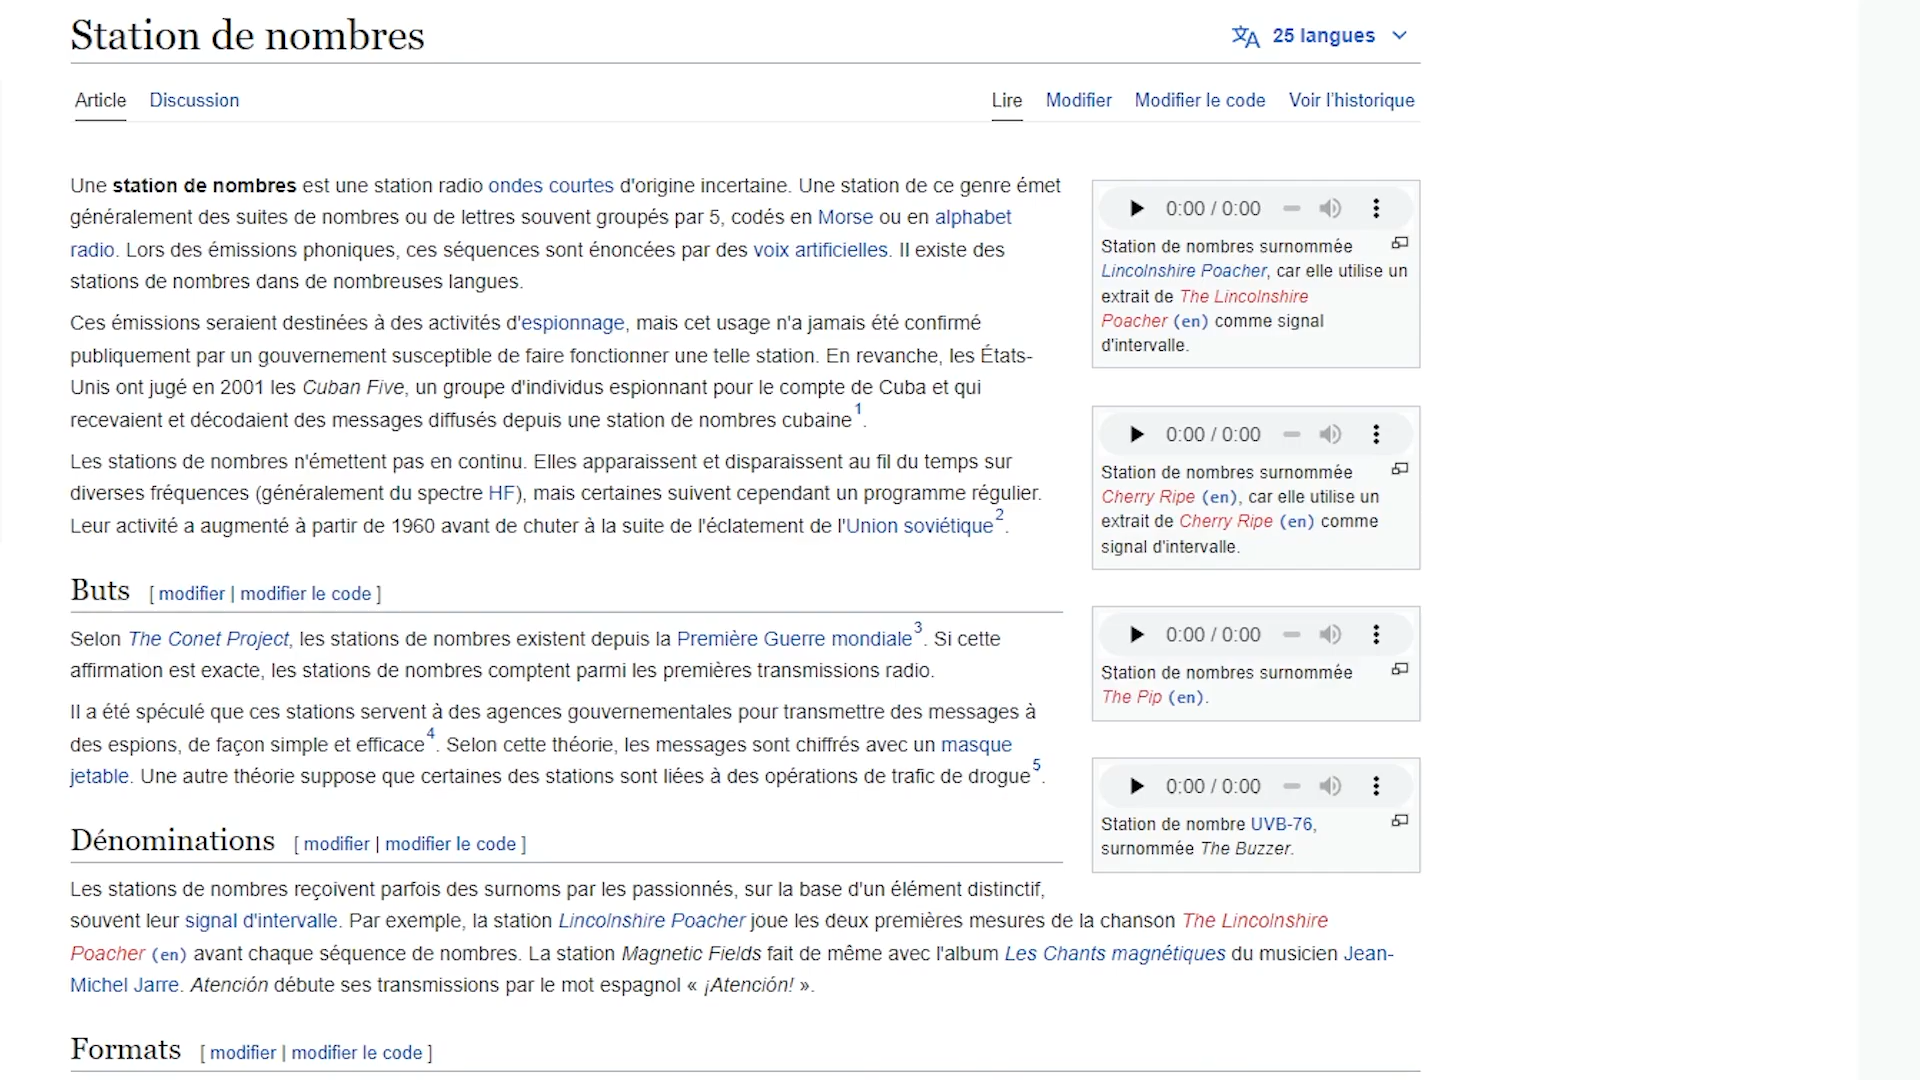 Station de nombres
25 langues
Article Discussion
Lire Modifier Modifier le code Voir l'historique
Une station de nombres est une station radio ondes courtes d'origine incertaine. Une station de ce genre émet
généralement des suites de nombres ou de lettres souvent groupés par 5, codés en Morse ou en alphabet
radio. Lors des émissions phoniques, ces séquences sont énoncées par des voix artificielles. Il existe des
stations de nombres dans de nombreuses langues.
Ces émissions seraient destinées à des activités d'espionnage, mais cet usage n'a jamais été confirmé
publiquement par un gouvernement susceptible de faire fonctionner une telle station. En revanche, les États-
Unis ont jugé en 2001 les Cuban Five, un groupe d'individus espionnant pour le compte de Cuba et qui
recevaient et décodaient des messages diffusés depuis une station de nombres cubaine 1.
Les stations de nombres n'émettent pas en continu. Elles apparaissent et disparaissent au fil du temps sur
diverses fréquences (généralement du spectre HF), mais certaines suivent cependant un programme régulier.
Leur activité a augmenté à partir de 1960 avant de chuter à la suite de l'éclatement de l'Union soviétique 2.
Buts [ modifier | modifier le code ]
Selon The Conet Project, les stations de nombres existent depuis la Première Guerre mondiale 3. Si cette
affirmation est exacte, les stations de nombres comptent parmi les premières transmissions radio.
Il a été spéculé que ces stations servent à des agences gouvernementales pour transmettre des messages à
des espions, de façon simple et efficace 4. Selon cette théorie, les messages sont chiffrés avec un masque
jetable. Une autre théorie suppose que certaines des stations sont liées à des opérations de trafic de drogue 5.
0:00 / 0:00
Station de nombres surnommée
Lincolnshire Poacher, car elle utilise un
extrait de The Lincolnshire
Poacher (en) comme signal
d'intervalle.
0:00 / 0:00
Station de nombres surnommée
Cherry Ripe (en), car elle utilise un
extrait de Cherry Ripe (en) comme
signal d'intervalle.
0:00 / 0:00
Station de nombres surnommée
The Pip (en).
0:00 / 0:00
Station de nombre UVB-76,
surnommée The Buzzer.
Dénominations [ modifier | modifier le code ]
Les stations de nombres reçoivent parfois des surnoms par les passionnés, sur la base d'un élément distinctif,
souvent leur signal d'intervalle. Par exemple, la station Lincolnshire Poacher joue les deux premières mesures de la chanson The Lincolnshire
Poacher (en) avant chaque séquence de nombres. La station Magnetic Fields fait de même avec l'album Les Chants magnétiques du musicien Jean-
Michel Jarre. Atención débute ses transmissions par le mot espagnol « ¡Atención! ».
Formats [ modifier | modifier le code ]